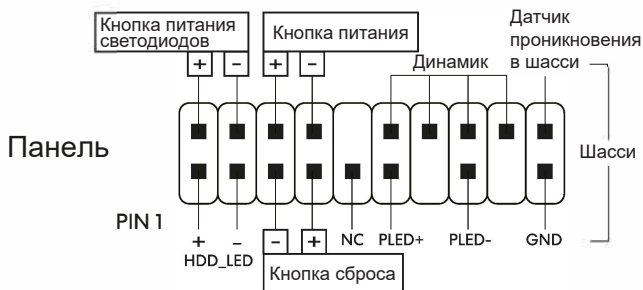 Кнопка питания
светодиодов
Кнопка питания
Датчик
проникновения
в шасси
Динамик
+ − + −
Панель
Шасси
PIN 1
+ − − + NC PLED+ PLED- GND
HDD_LED
Кнопка сброса